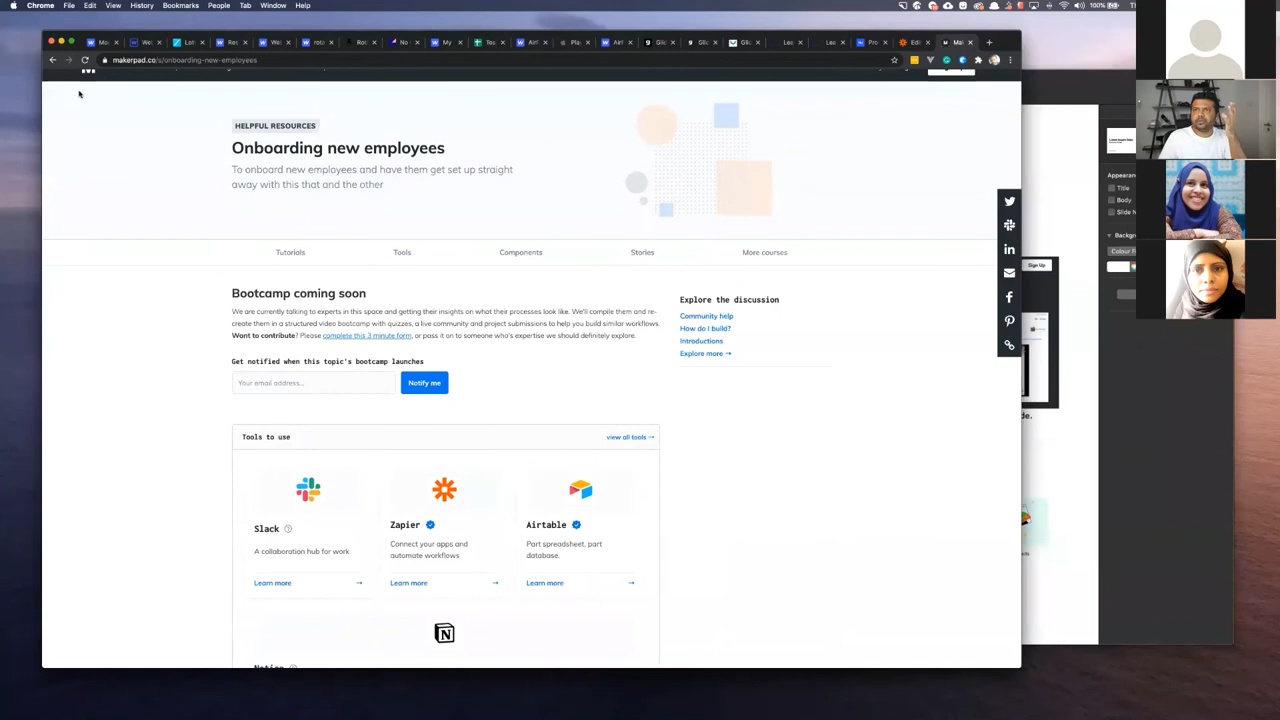 Chrome File Edit View History Bookmarks People Tab Window Help
100%
makerpad.co/s/onboarding-new-employees
HELPFUL RESOURCES
Onboarding new employees
To onboard new employees and have them get set up straight
away with this that and the other
Tutorials
Tools
Components
Stories
More courses
Bootcamp coming soon
We are currently talking to experts in this space and getting their insights on what their processes look like. We'll compile them and re-
create them in a structured video bootcamp with quizzes, a live community and project submissions to help you build similar workflows.
Want to contribute? Please complete this 3 minute form, or pass it on to someone who's expertise we should definitely explore.
Get notified when this topic's bootcamp launches
Your email address...
Notify me
Explore the discussion
Community help
How do I build?
Introductions
Explore more →
Tools to use
view all tools →
Slack
A collaboration hub for work
Learn more →
Zapier
Connect your apps and
automate workflows
Learn more →
Airtable
Part spreadsheet, part
database.
Learn more →
Sign Up
de.
Appearance
Title
Body